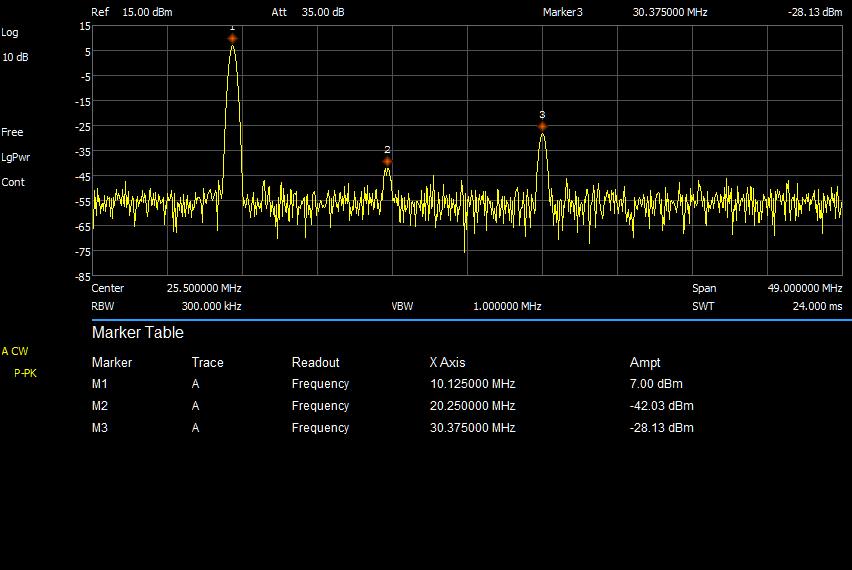 Ref 15.00 dBm Att 35.00 dB Marker3 30.375000 MHz -28.13 dBm
Log
10 dB
Free
LgPwr
Cont
15
5
-5
-15
-25
-35
-45
-55
-65
-75
-85
1
2
3
Center 25.500000 MHz Span 49.000000 MHz
RBW 300.000 kHz VBW 1.000000 MHz SWT 24.000 ms
Marker Table
A CW
P-PK
Marker Trace Readout X Axis Ampt
M1 A Frequency 10.125000 MHz 7.00 dBm
M2 A Frequency 20.250000 MHz -42.03 dBm
M3 A Frequency 30.375000 MHz -28.13 dBm